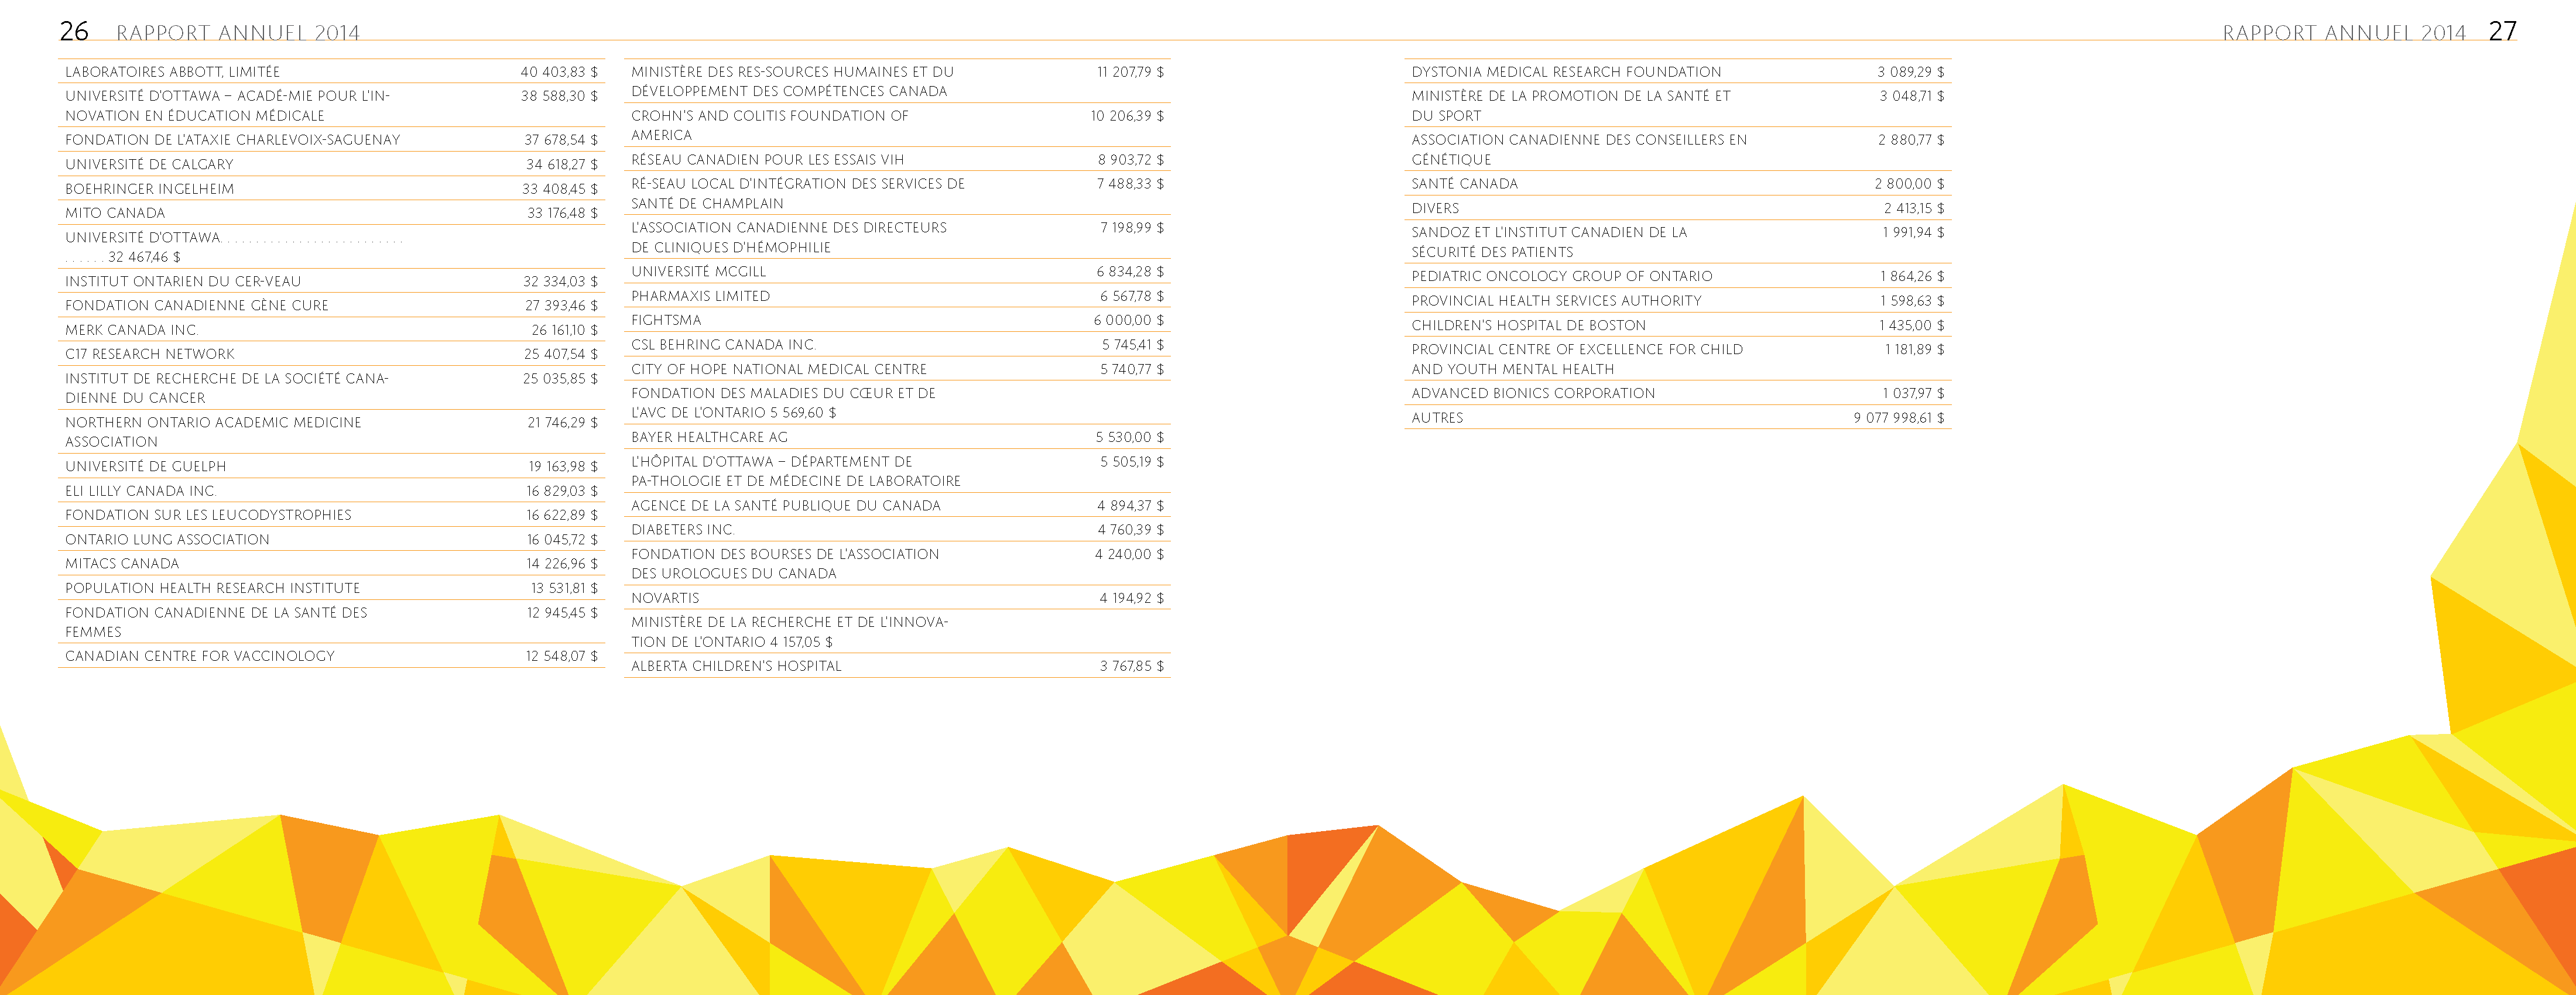 26 RAPPORT ANNUEL 2014
LABORATOIRES ABBOTT, LIMITÉE 40 403,83 $
UNIVERSITÉ D'OTTAWA – ACADÉ-MIE POUR L'IN- 38 588,30 $
NOVATION EN ÉDUCATION MÉDICALE
FONDATION DE L'ATAXIE CHARLEVOIX-SAGUENAY 37 678,54 $
UNIVERSITÉ DE CALGARY 34 618,27 $
BOEHRINGER INGELHEIM 33 408,45 $
MITO CANADA 33 176,48 $
UNIVERSITÉ D'OTTAWA. . . . . . . . . . . . . . . . . . . . . . . . . .
. . . . . . 32 467,46 $
INSTITUT ONTARIEN DU CER-VEAU 32 334,03 $
FONDATION CANADIENNE GÈNE CURE 27 393,46 $
MERK CANADA INC. 26 161,10 $
C17 RESEARCH NETWORK 25 407,54 $
INSTITUT DE RECHERCHE DE LA SOCIÉTÉ CANA- 25 035,85 $
DIENNE DU CANCER
NORTHERN ONTARIO ACADEMIC MEDICINE 21 746,29 $
ASSOCIATION
UNIVERSITÉ DE GUELPH 19 163,98 $
ELI LILLY CANADA INC. 16 829,03 $
FONDATION SUR LES LEUCODYSTROPHIES 16 622,89 $
ONTARIO LUNG ASSOCIATION 16 045,72 $
MITACS CANADA 14 226,96 $
POPULATION HEALTH RESEARCH INSTITUTE 13 531,81 $
FONDATION CANADIENNE DE LA SANTÉ DES 12 945,45 $
FEMMES
CANADIAN CENTRE FOR VACCINOLOGY 12 548,07 $
MINISTÈRE DES RES-SOURCES HUMAINES ET DU 11 207,79 $
DÉVELOPPEMENT DES COMPÉTENCES CANADA
CROHN'S AND COLITIS FOUNDATION OF 10 206,39 $
AMERICA
RÉSEAU CANADIEN POUR LES ESSAIS VIH 8 903,72 $
RÉ-SEAU LOCAL D'INTÉGRATION DES SERVICES DE 7 488,33 $
SANTÉ DE CHAMPLAIN
L'ASSOCIATION CANADIENNE DES DIRECTEURS 7 198,99 $
DE CLINIQUES D'HÉMOPHILIE
UNIVERSITÉ MCGILL 6 834,28 $
PHARMAXIS LIMITED 6 567,78 $
FIGHTSMA 6 000,00 $
CSL BEHRING CANADA INC. 5 745,41 $
CITY OF HOPE NATIONAL MEDICAL CENTRE 5 740,77 $
FONDATION DES MALADIES DU CŒUR ET DE
L'AVC DE L'ONTARIO 5 569,60 $
BAYER HEALTHCARE AG 5 530,00 $
L'HÔPITAL D'OTTAWA – DÉPARTEMENT DE 5 505,19 $
PA-THOLOGIE ET DE MÉDECINE DE LABORATOIRE
AGENCE DE LA SANTÉ PUBLIQUE DU CANADA 4 894,37 $
DIABETERS INC. 4 760,39 $
FONDATION DES BOURSES DE L'ASSOCIATION 4 240,00 $
DES UROLOGUES DU CANADA
NOVARTIS 4 194,92 $
MINISTÈRE DE LA RECHERCHE ET DE L'INNOVA-
TION DE L'ONTARIO 4 157,05 $
ALBERTA CHILDREN'S HOSPITAL 3 767,85 $
RAPPORT ANNUEL 2014 27
DYSTONIA MEDICAL RESEARCH FOUNDATION 3 089,29 $
MINISTÈRE DE LA PROMOTION DE LA SANTÉ ET 3 048,71 $
DU SPORT
ASSOCIATION CANADIENNE DES CONSEILLERS EN 2 880,77 $
GÉNÉTIQUE
SANTÉ CANADA 2 800,00 $
DIVERS 2 413,15 $
SANDOZ ET L'INSTITUT CANADIEN DE LA 1 991,94 $
SÉCURITÉ DES PATIENTS
PEDIATRIC ONCOLOGY GROUP OF ONTARIO 1 864,26 $
PROVINCIAL HEALTH SERVICES AUTHORITY 1 598,63 $
CHILDREN'S HOSPITAL DE BOSTON 1 435,00 $
PROVINCIAL CENTRE OF EXCELLENCE FOR CHILD 1 181,89 $
AND YOUTH MENTAL HEALTH
ADVANCED BIONICS CORPORATION 1 037,97 $
AUTRES 9 077 998,61 $